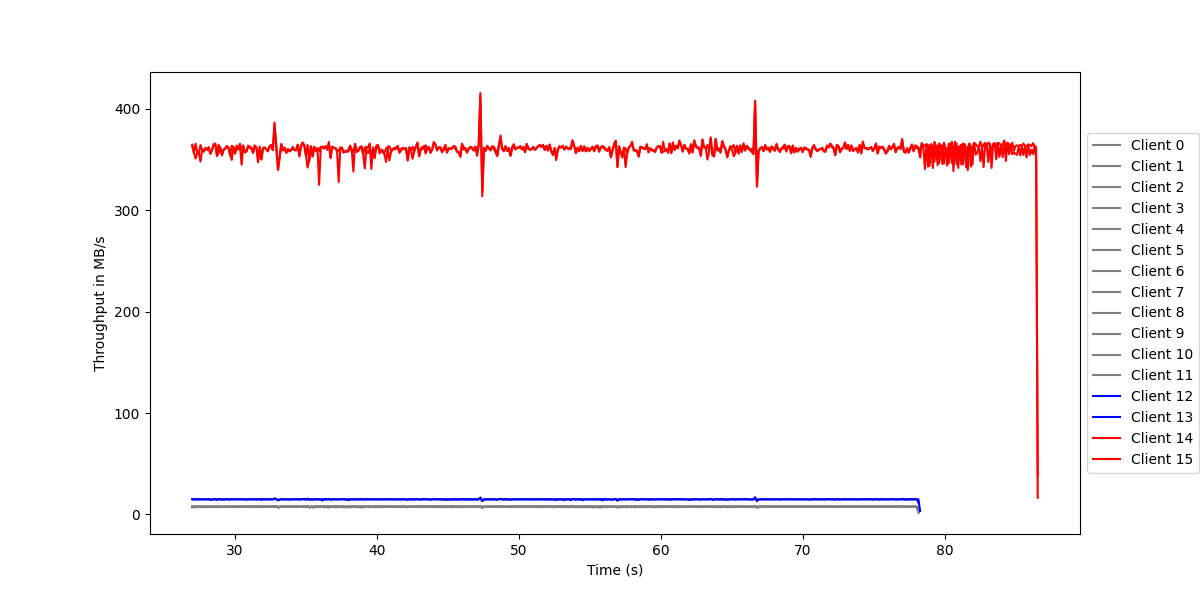 400
300
200
100
0
Throughput in MB/s
30 40 50 60 70 80
Time (s)
Client 0
Client 1
Client 2
Client 3
Client 4
Client 5
Client 6
Client 7
Client 8
Client 9
Client 10
Client 11
Client 12
Client 13
Client 14
Client 15